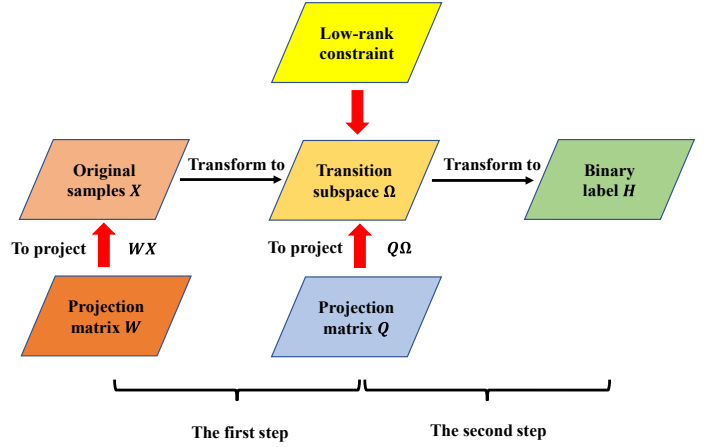 Low-rank
constraint
Original
samples X
Transform to
Transition
subspace Ω
Transform to
Binary
label H
To project WX
To project QΩ
Projection
matrix W
Projection
matrix Q
The first step
The second step